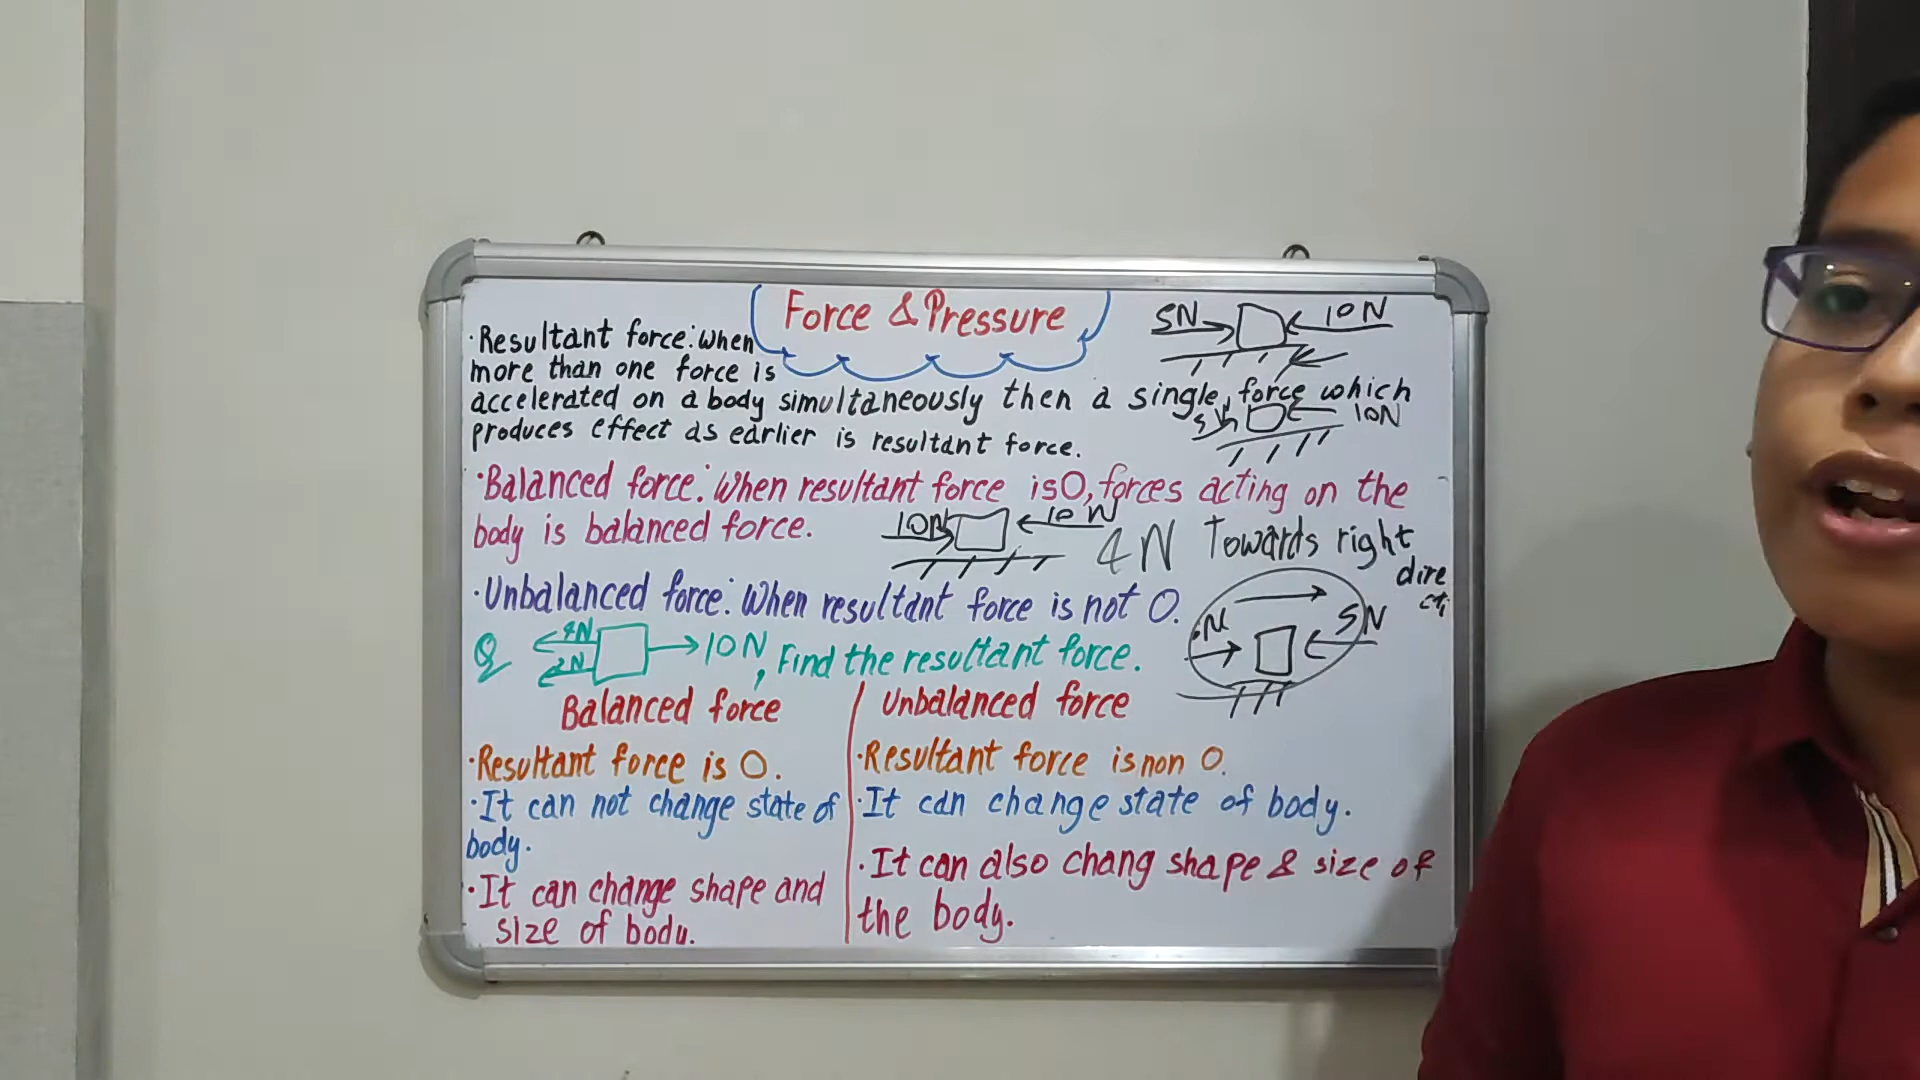 Force & Pressure
5N 10N
·Resultant force: when
more than one force is
accelerated on a body simultaneously then a single force which
produces effect as earlier is resultant force.
5N 10N
·Balanced force: When resultant force is 0, forces acting on the
body is balanced force.
10N 10N
4N Towards right
dire
cti
·Unbalanced force: When resultant force is not 0.
Q 4N 2N 10N, Find the resultant force.
N 5N
Balanced force
Unbalanced force
·Resultant force is 0.
·It can not change state of
body.
·It can change shape and
size of body.
·Resultant force is non 0.
·It can change state of body.
·It can also chang shape & size of
the body.